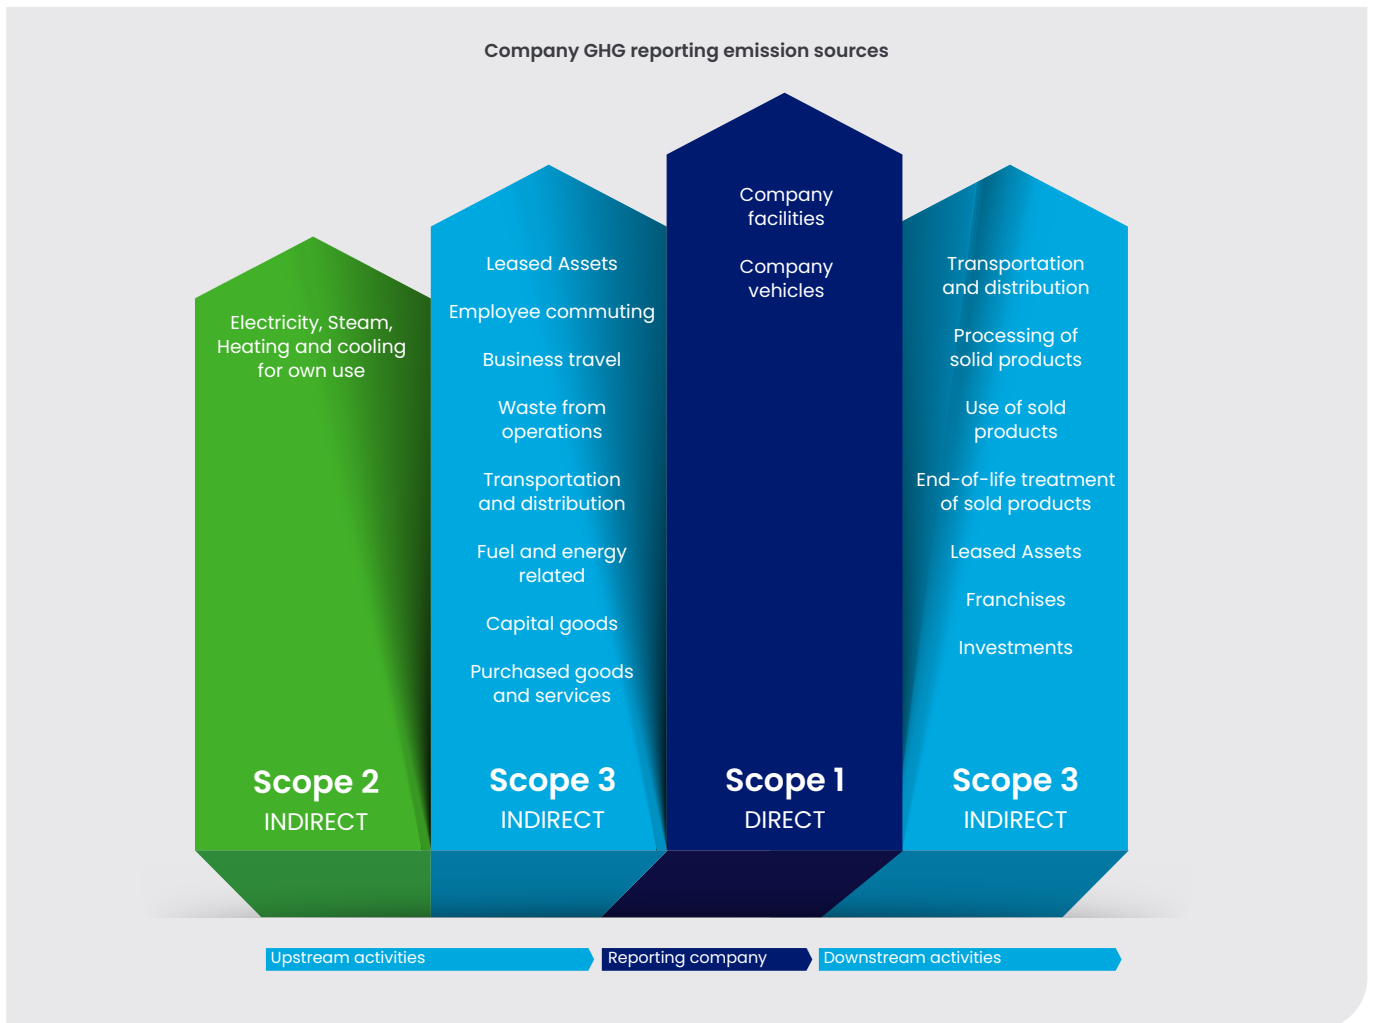 Company GHG reporting emission sources
Electricity, Steam,
Heating and cooling
for own use
Scope 2
INDIRECT
Leased Assets
Employee commuting
Business travel
Waste from
operations
Transportation
and distribution
Fuel and energy
related
Capital goods
Purchased goods
and services
Scope 3
INDIRECT
Company
facilities
Company
vehicles
Scope 1
DIRECT
Transportation
and distribution
Processing of
solid products
Use of sold
products
End-of-life treatment
of sold products
Leased Assets
Franchises
Investments
Scope 3
INDIRECT
Upstream activities
Reporting company
Downstream activities